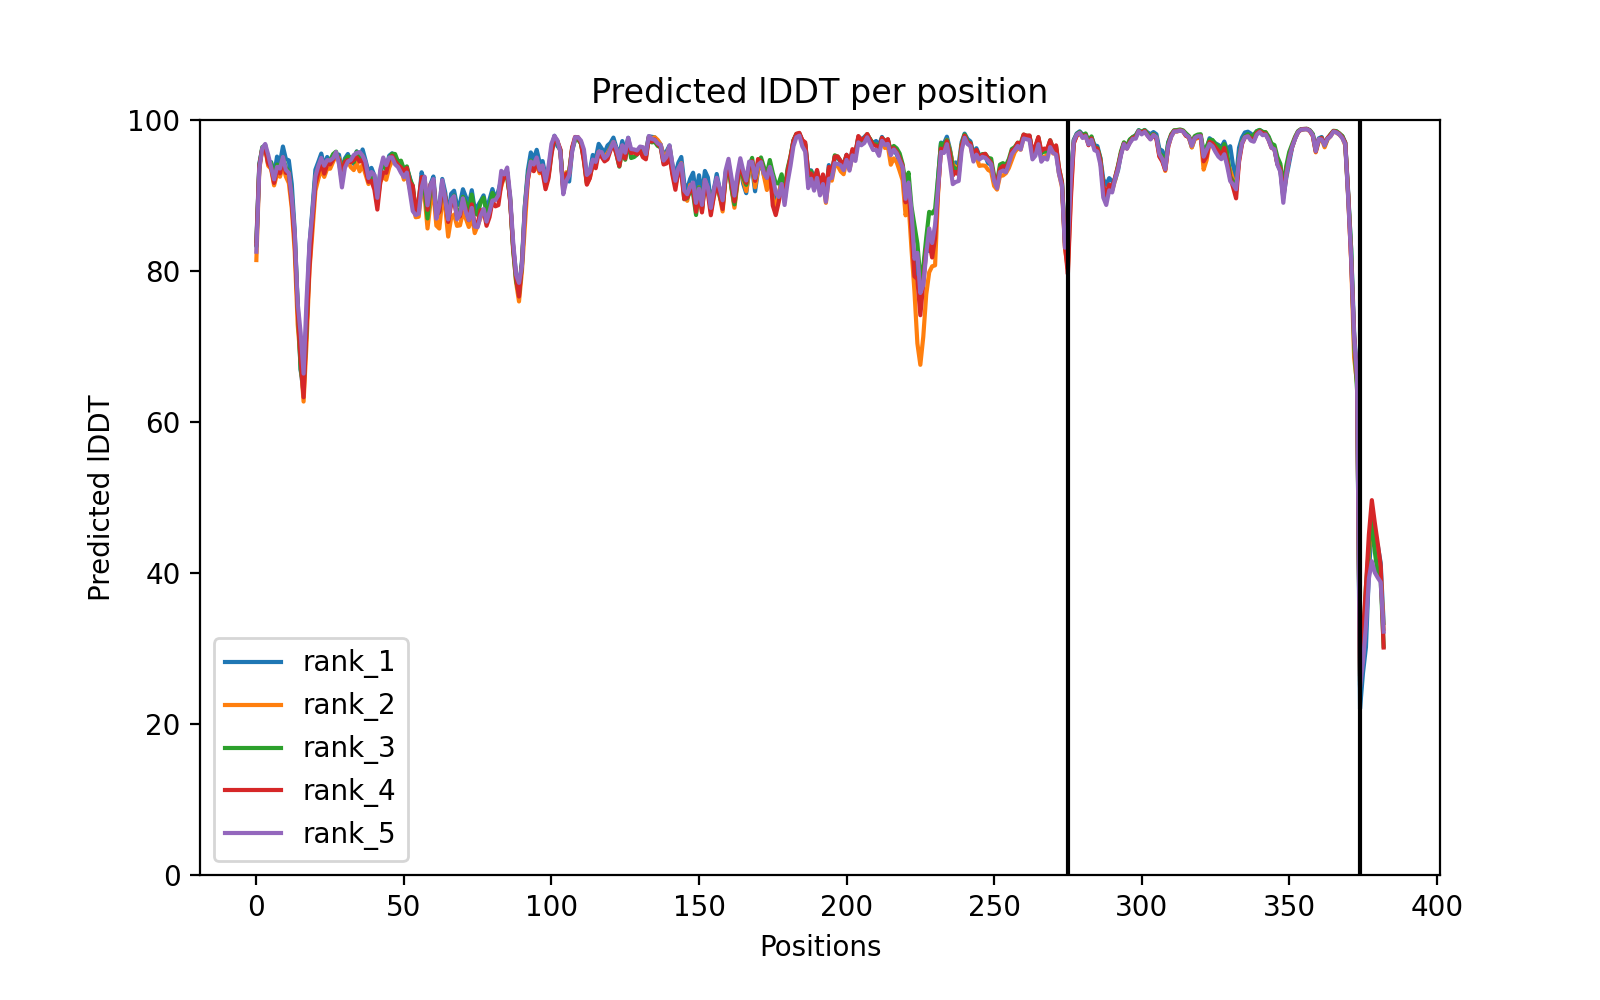 Predicted lDDT per position
100
80
60
40
20
0
Predicted lDDT
rank_1
rank_2
rank_3
rank_4
rank_5
0 50 100 150 200 250 300 350 400
Positions